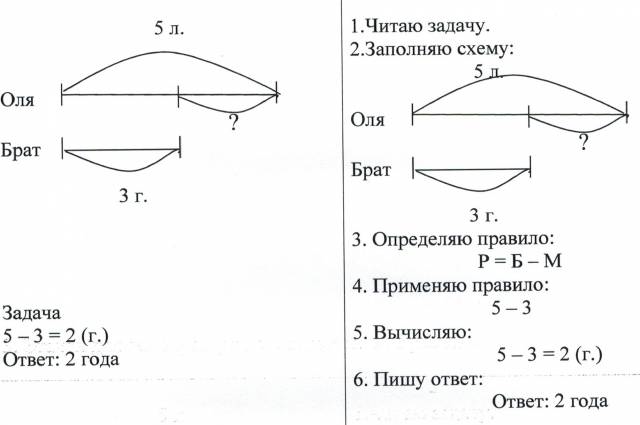 5 л.
Оля
?
Брат
3 г.
Задача
5 – 3 = 2 (г.)
Ответ: 2 года
1.Читаю задачу.
2.Заполняю схему:
5 л.
Оля
?
Брат
3 г.
3. Определяю правило:
Р = Б – М
4. Применяю правило:
5 – 3
5. Вычисляю:
5 – 3 = 2 (г.)
6. Пишу ответ:
Ответ: 2 года